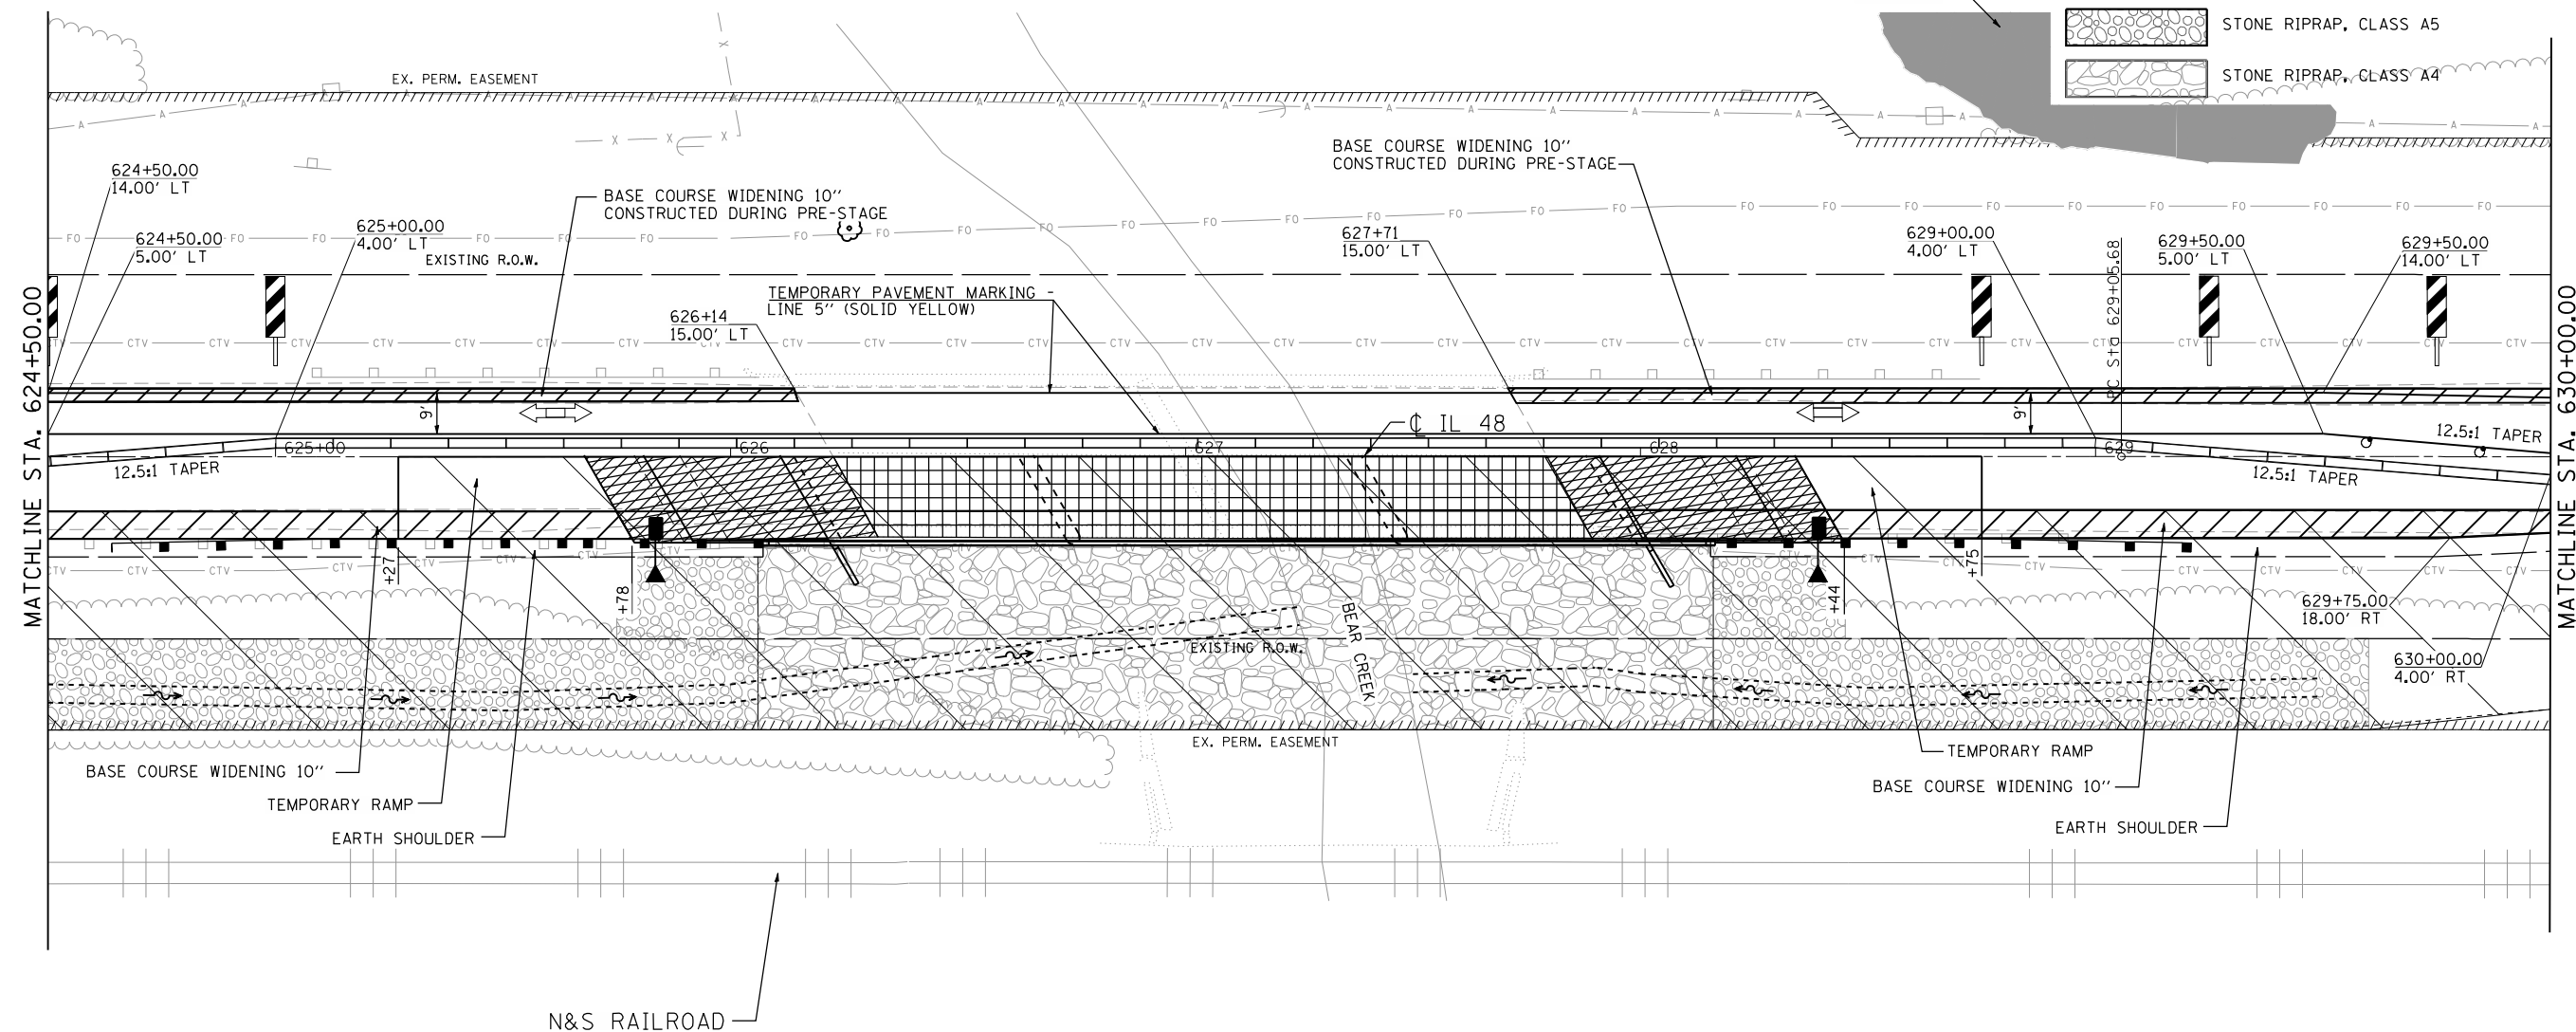 STONE RIPRAP, CLASS A5
STONE RIPRAP, CLASS A4
EX. PERM. EASEMENT
BASE COURSE WIDENING 10"
CONSTRUCTED DURING PRE-STAGE
624+50.00
14.00' LT
BASE COURSE WIDENING 10"
CONSTRUCTED DURING PRE-STAGE
625+00.00
4.00' LT
624+50.00
5.00' LT
EXISTING R.O.W.
627+71
15.00' LT
629+00.00
4.00' LT
PC Sta 629+05.68
629+50.00
5.00' LT
629+50.00
14.00' LT
TEMPORARY PAVEMENT MARKING -
LINE 5" (SOLID YELLOW)
626+14
15.00' LT
MATCHLINE STA. 624+50.00
MATCHLINE STA. 630+00.00
9'
9'
℄ IL 48
625+00
626
627
628
629
12.5:1 TAPER
12.5:1 TAPER
12.5:1 TAPER
+27
+78
+44
+75
BEAR CREEK
EXISTING R.O.W.
629+75.00
18.00' RT
630+00.00
4.00' RT
EX. PERM. EASEMENT
BASE COURSE WIDENING 10"
TEMPORARY RAMP
EARTH SHOULDER
TEMPORARY RAMP
BASE COURSE WIDENING 10"
EARTH SHOULDER
N&S RAILROAD